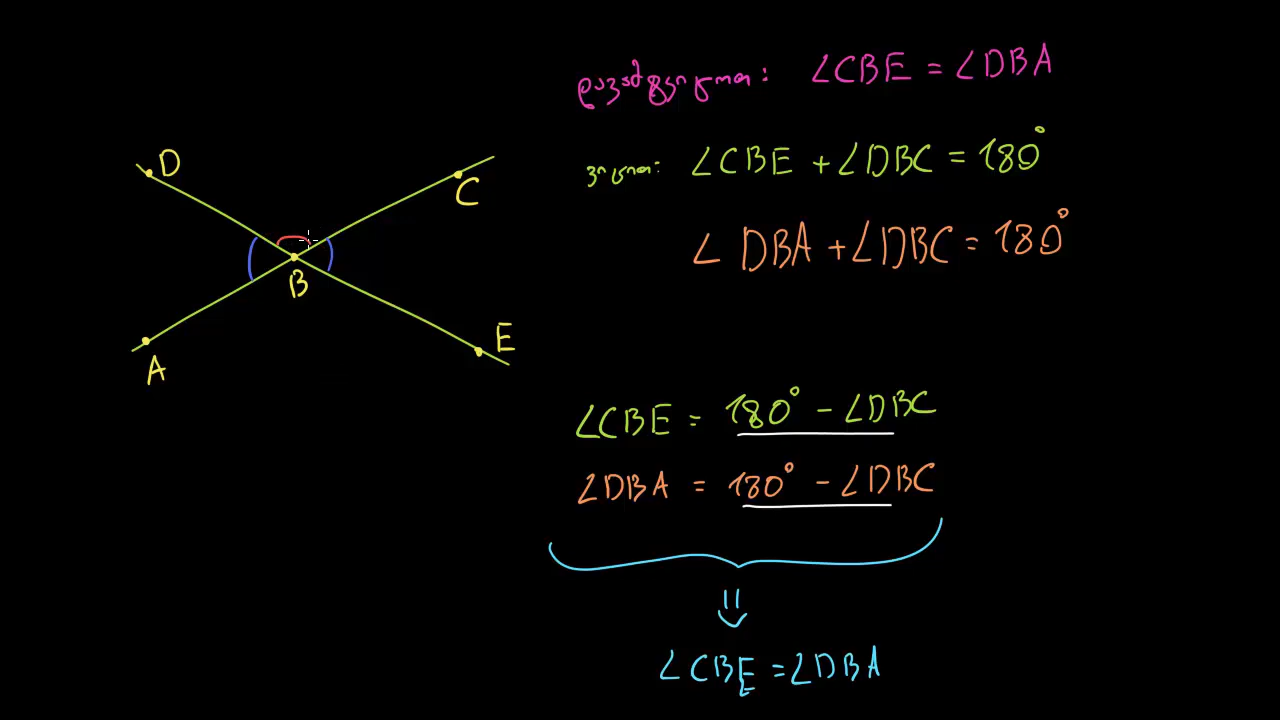 დავამტკიცოთ: ∠CBE = ∠DBA
ვიცით: ∠CBE + ∠DBC = 180°
∠DBA + ∠DBC = 180°
D
C
B
E
A
∠CBE = 180° - ∠DBC
∠DBA = 180° - ∠DBC
∠CBE = ∠DBA